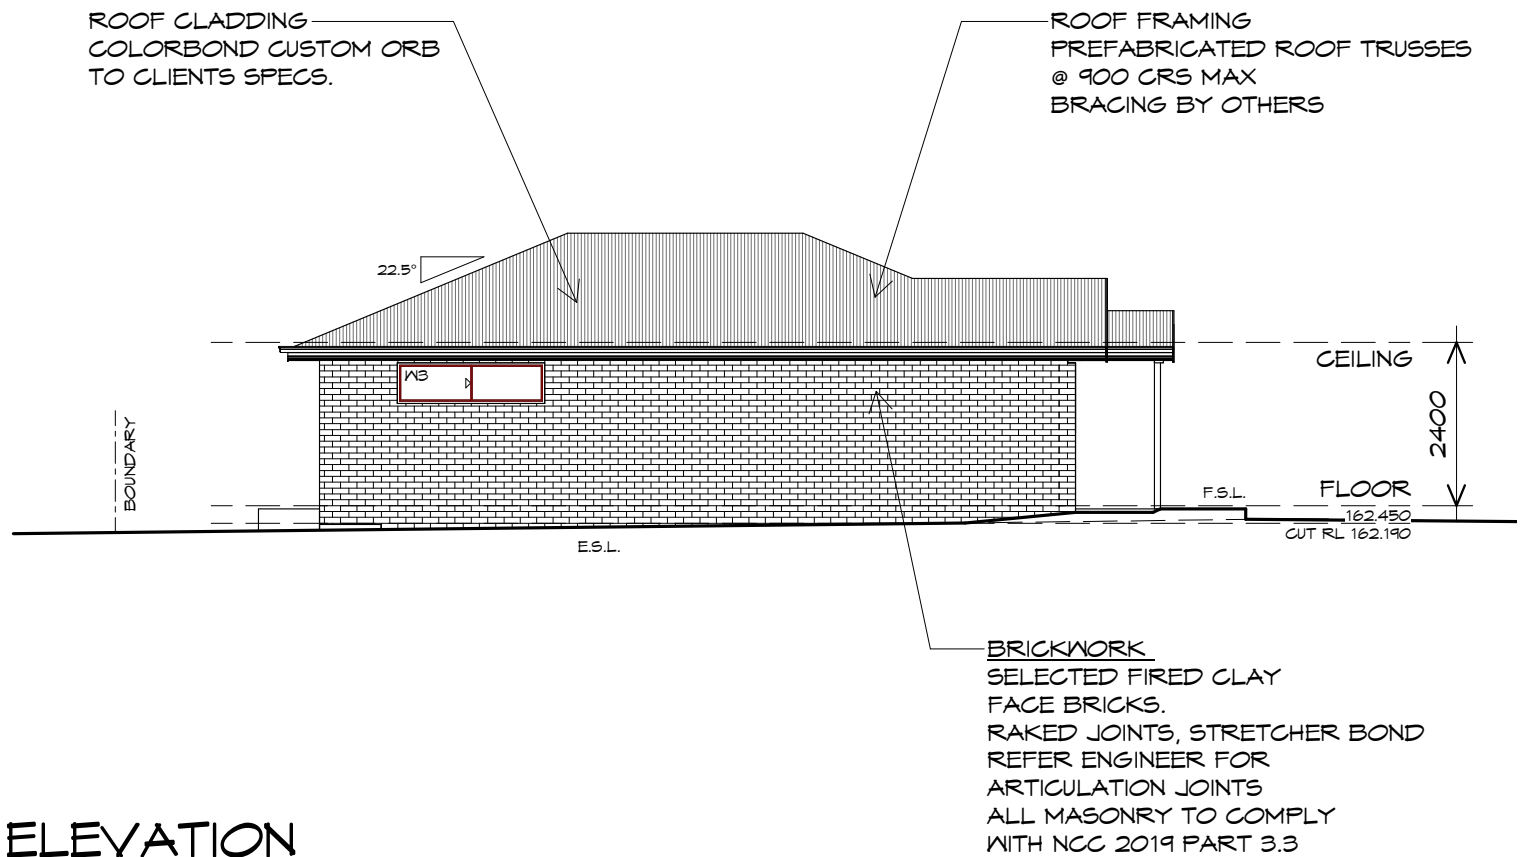 ROOF CLADDING
COLORBOND CUSTOM ORB
TO CLIENTS SPECS.
ROOF FRAMING
PREFABRICATED ROOF TRUSSES
@ 900 CRS MAX
BRACING BY OTHERS
22.5°
CEILING
W3
2400
BOUNDARY
F.S.L.
FLOOR
162.450
CUT RL 162.190
E.S.L.
BRICKWORK
SELECTED FIRED CLAY
FACE BRICKS.
RAKED JOINTS, STRETCHER BOND
REFER ENGINEER FOR
ARTICULATION JOINTS
ALL MASONRY TO COMPLY
WITH NCC 2019 PART 3.3
ELEVATION